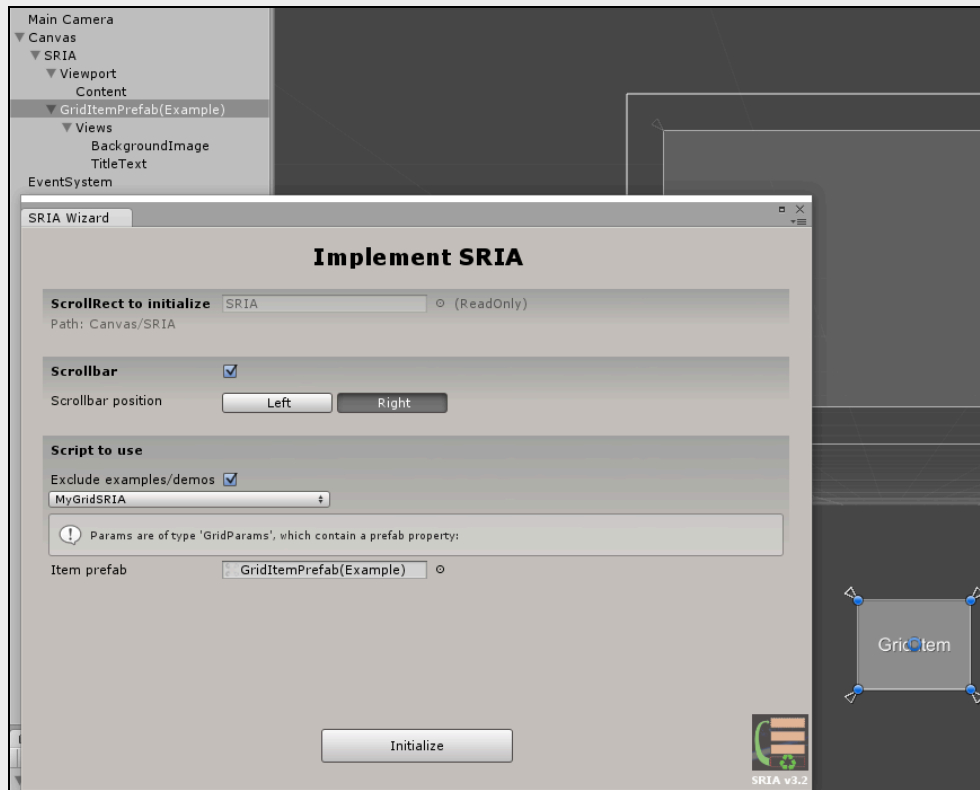 Main Camera
Canvas
SRIA
Viewport
Content
GridItemPrefab(Example)
Views
BackgroundImage
TitleText
EventSystem
SRIA Wizard
Implement SRIA
ScrollRect to initialize SRIA (ReadOnly)
Path: Canvas/SRIA
Scrollbar
Scrollbar position Left Right
Script to use
Exclude examples/demos
MyGridSRIA
Params are of type 'GridParams', which contain a prefab property:
Item prefab GridItemPrefab(Example)
GridItem
Initialize
SRIA v3.2